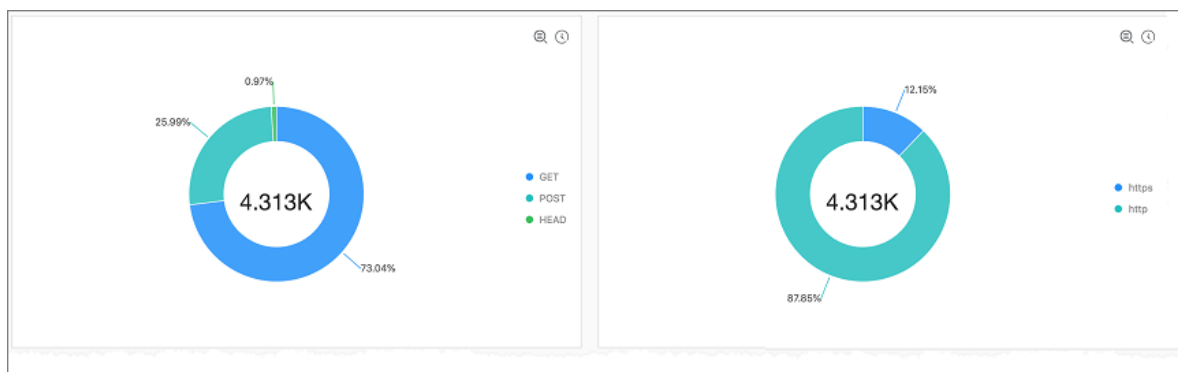 0.97%
25.99%
4.313K
73.04%
GET
POST
HEAD
12.15%
4.313K
87.85%
https
http